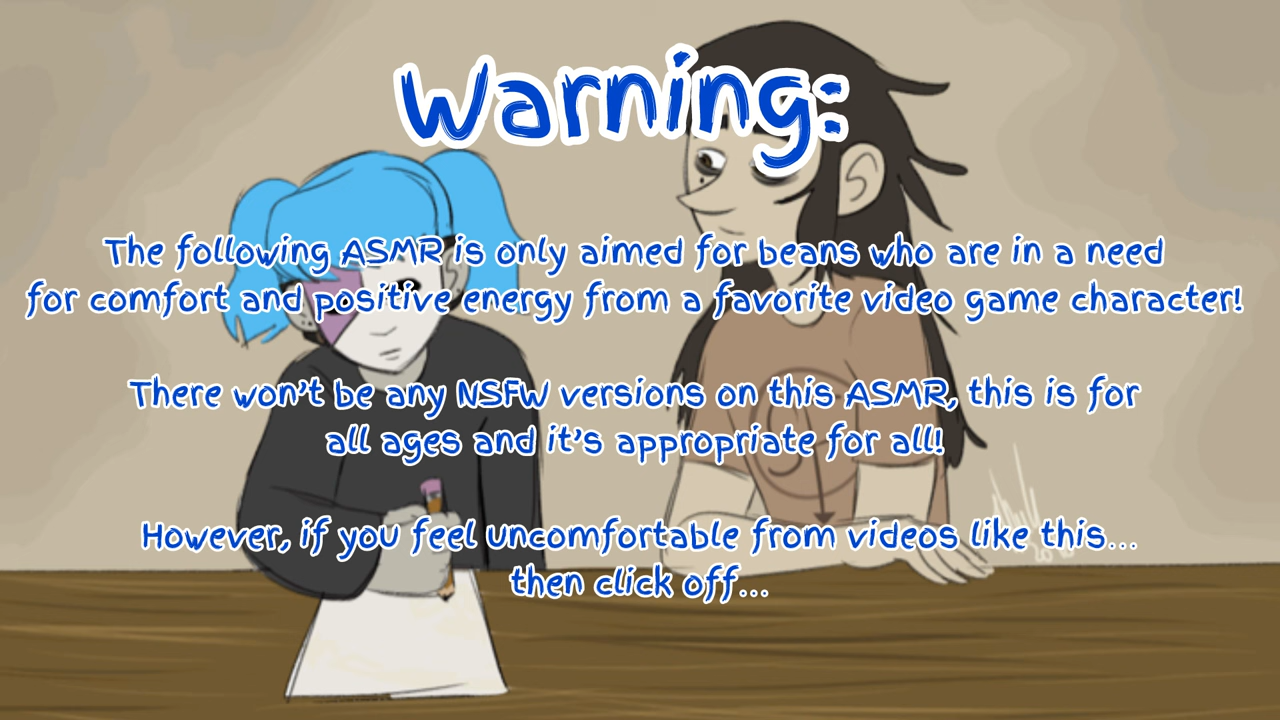 Warning:
The following ASMR is only aimed for beans who are in a need
for comfort and positive energy from a favorite video game character!
There won't be any NSFW versions on this ASMR, this is for
all ages and it's appropriate for all!
However, if you feel uncomfortable from videos like this...
then click off...